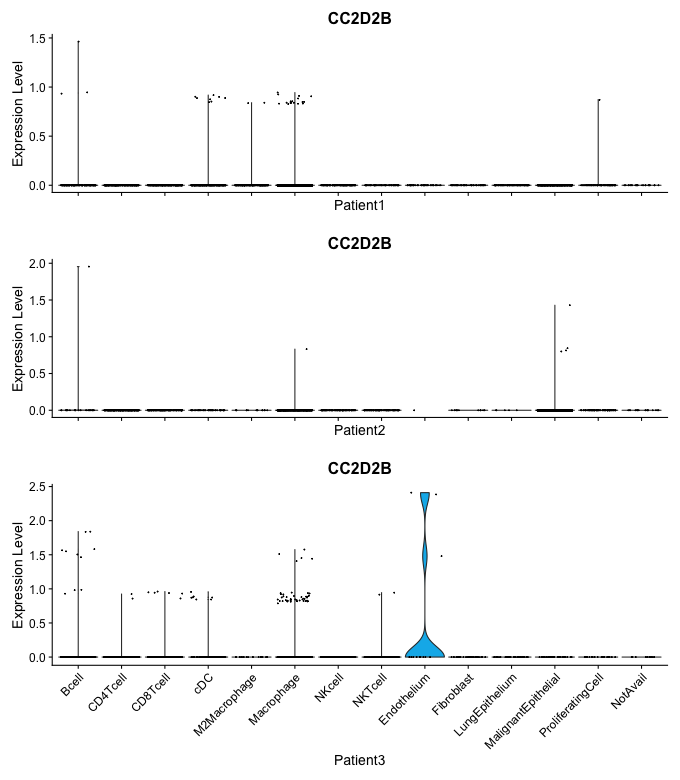 CC2D2B
1.5
1.0
0.5
0.0
Expression Level
Patient1
CC2D2B
2.0
1.5
1.0
0.5
0.0
Expression Level
Patient2
CC2D2B
2.5
2.0
1.5
1.0
0.5
0.0
Expression Level
Bcell
CD4Tcell
CD8Tcell
cDC
M2Macrophage
Macrophage
NKcell
NKTcell
Endothelium
Fibroblast
LungEpithelium
MalignantEpithelial
ProliferatingCell
NotAvail
Patient3